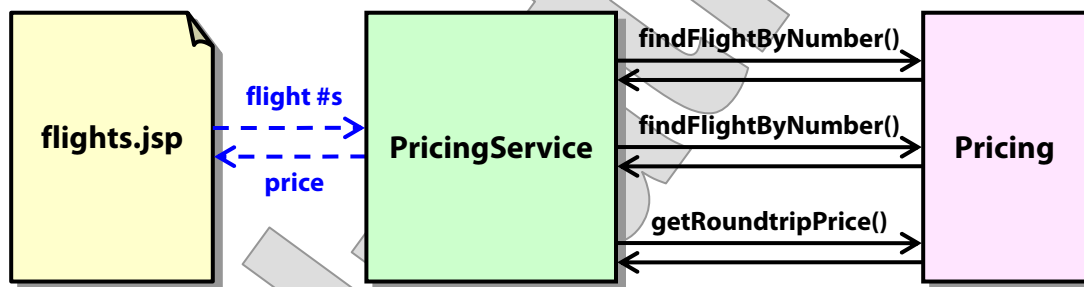 flights.jsp
flight #s
price
PricingService
findFlightByNumber()
findFlightByNumber()
getRoundtripPrice()
Pricing